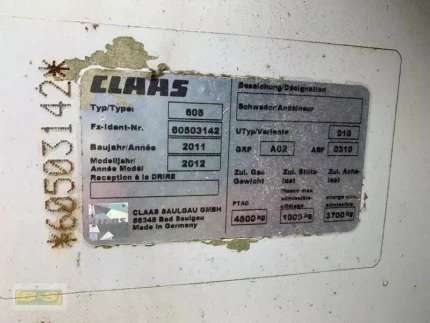 *60503142*
CLAAS
Typ/Type: 605
Fz-Ident-Nr. 60503142
Baujahr/Année 2011
Modelljahr/
Année Model 2012
Reception à la DRIRE
CLAAS SAULGAU GMBH
88348 Bad Saulgau
Made in Germany
Bezeichung/Désignation
Schwader/Andaineur
UTyp/Variante 010
GRP A02 ABF 0310
Zul. Ges Zul. Stütz- Zul. Achs-
Gewicht last last
PTAC
4500 kg 1000 kg 3700 kg